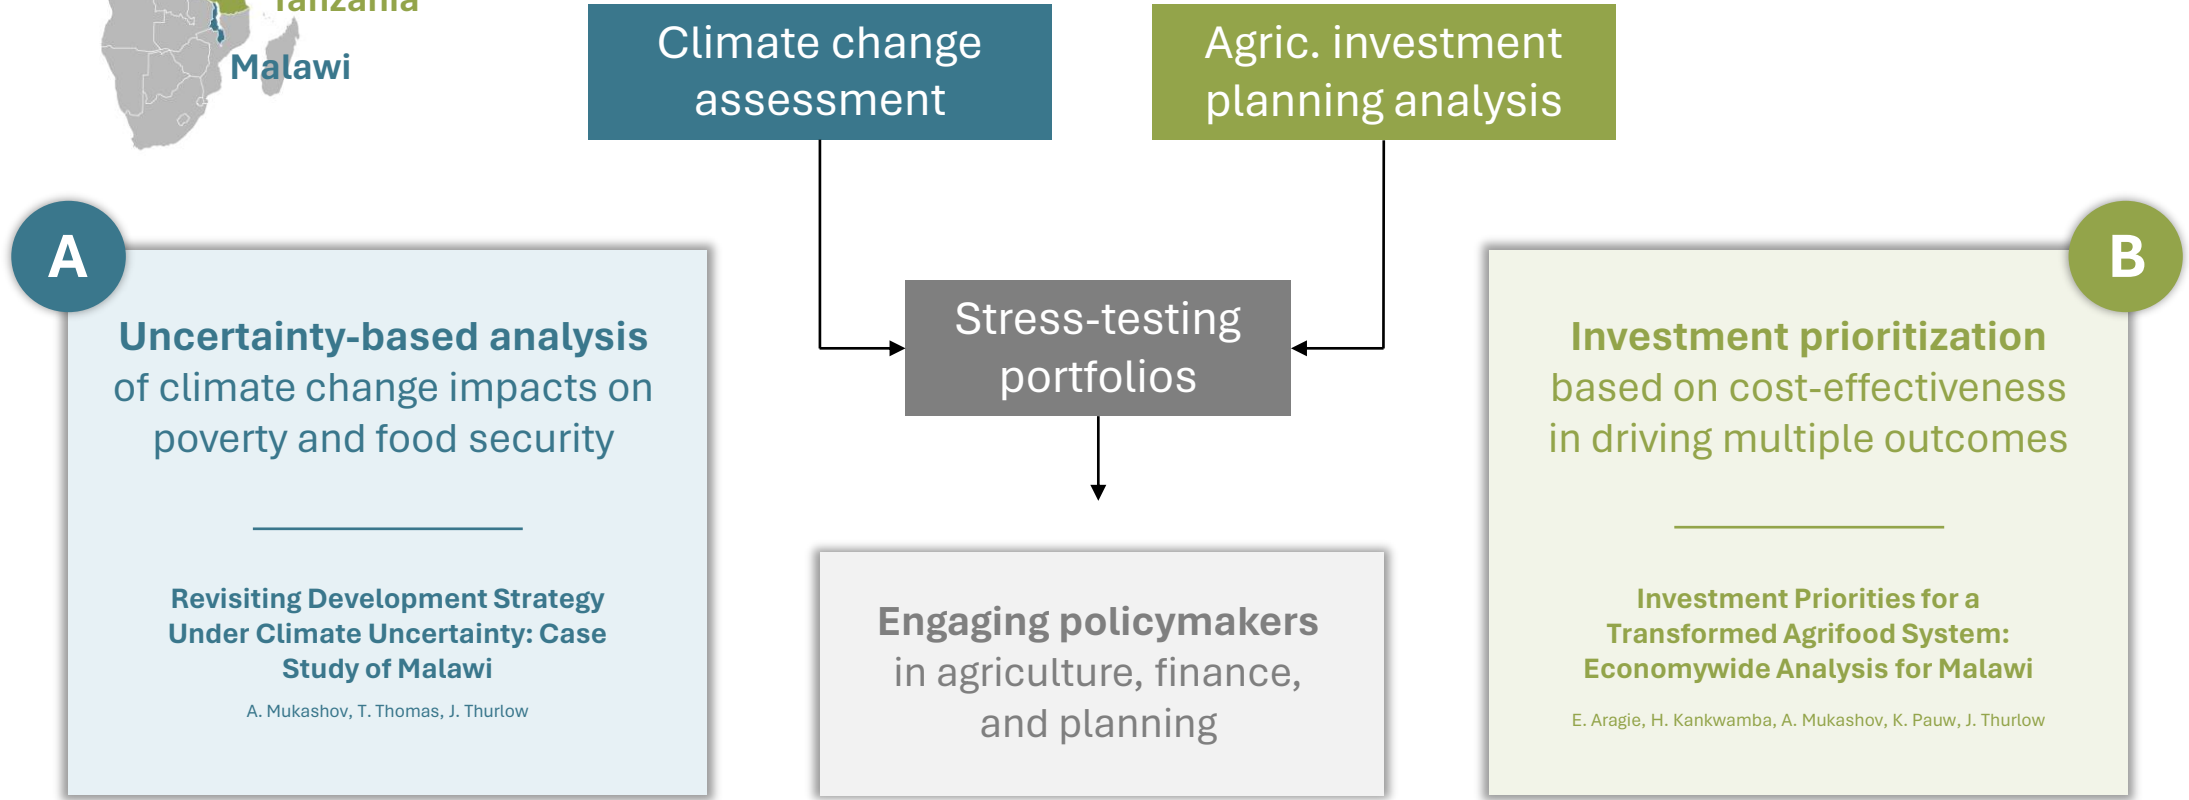 Tanzania
Malawi
Climate change
assessment
Agric. investment
planning analysis
A
Uncertainty-based analysis
of climate change impacts on
poverty and food security
Revisiting Development Strategy
Under Climate Uncertainty: Case
Study of Malawi
A. Mukashov, T. Thomas, J. Thurlow
Stress-testing
portfolios
Engaging policymakers
in agriculture, finance,
and planning
B
Investment prioritization
based on cost-effectiveness
in driving multiple outcomes
Investment Priorities for a
Transformed Agrifood System:
Economywide Analysis for Malawi
E. Aragie, H. Kankwamba, A. Mukashov, K. Pauw, J. Thurlow